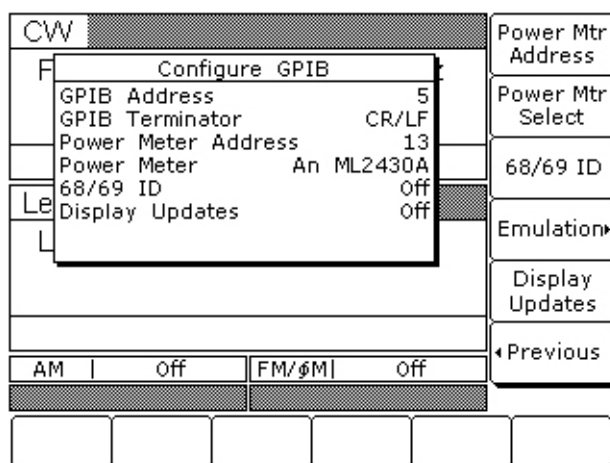 CW
F
Configure GPIB
GPIB Address 5
GPIB Terminator CR/LF
Power Meter Address 13
Power Meter An ML2430A
68/69 ID Off
Display Updates Off
Le
L
AM | Off
FM/ϕM| Off
Power Mtr
Address
Power Mtr
Select
68/69 ID
Emulation
Display
Updates
Previous